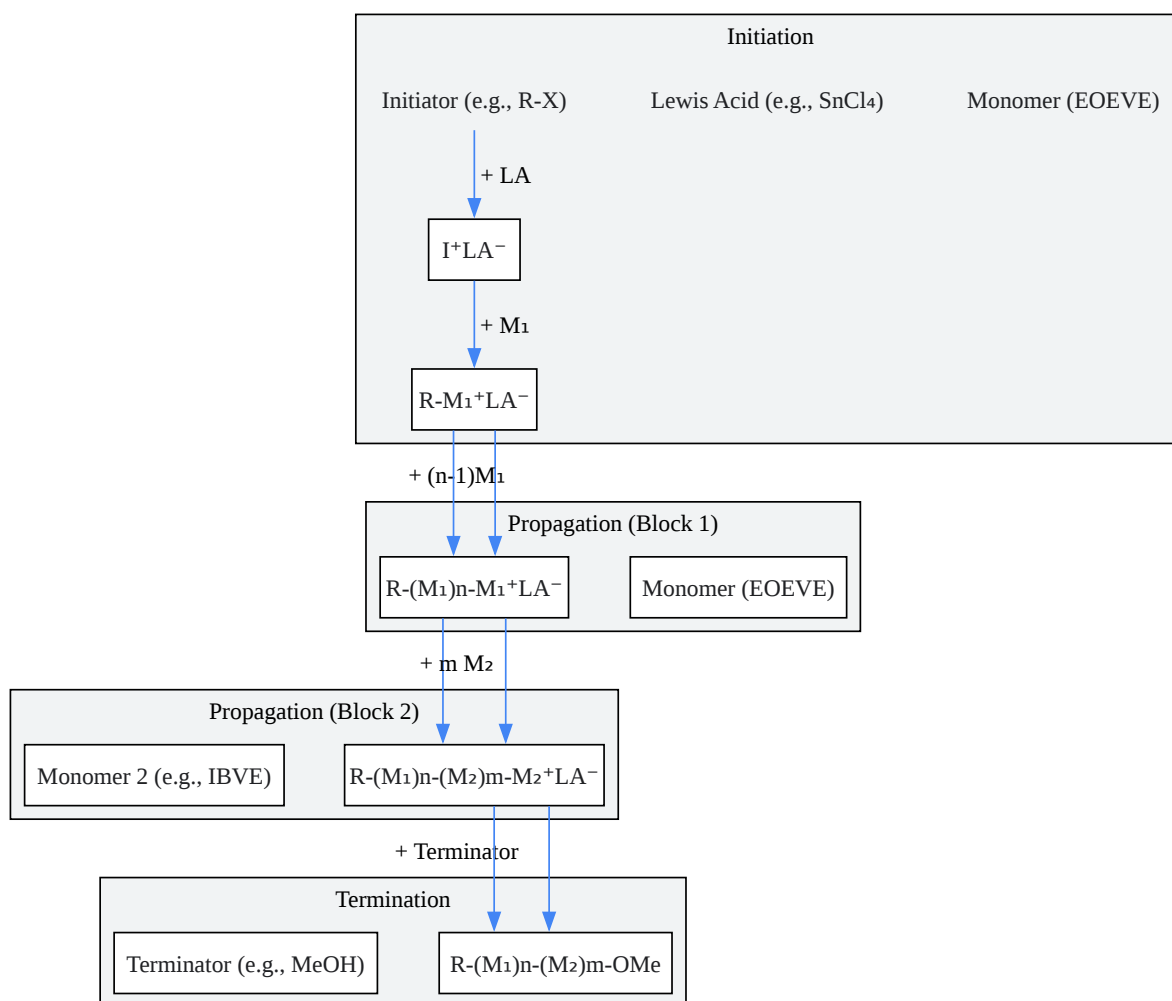 Initiation
Initiator (e.g., R-X)
Lewis Acid (e.g., SnCl₄)
Monomer (EOEVE)
+ LA
I⁺LA⁻
+ M₁
R-M₁⁺LA⁻
+ (n-1)M₁
Propagation (Block 1)
R-(M₁)n-M₁⁺LA⁻
Monomer (EOEVE)
+ m M₂
Propagation (Block 2)
Monomer 2 (e.g., IBVE)
R-(M₁)n-(M₂)m-M₂⁺LA⁻
+ Terminator
Termination
Terminator (e.g., MeOH)
R-(M₁)n-(M₂)m-OMe